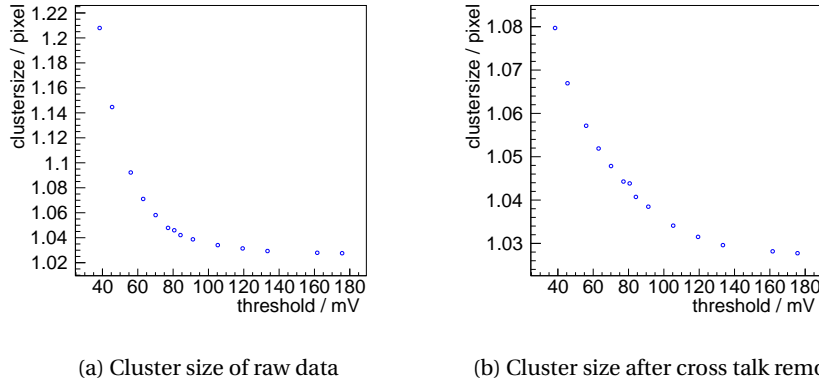 clustersize / pixel
1.22
1.2
1.18
1.16
1.14
1.12
1.1
1.08
1.06
1.04
1.02
40 60 80 100 120 140 160 180
threshold / mV
(a) Cluster size of raw data
clustersize / pixel
1.08
1.07
1.06
1.05
1.04
1.03
40 60 80 100 120 140 160 180
threshold / mV
(b) Cluster size after cross talk remo